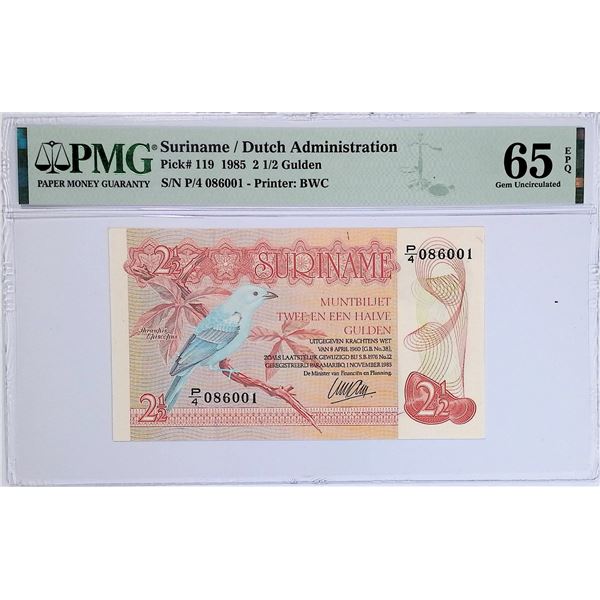 PMG®
PAPER MONEY GUARANTY
Suriname / Dutch Administration
Pick# 119 1985 2 1/2 Gulden
S/N P/4 086001 - Printer: BWC
65 EPQ
Gem Uncirculated
2½
SURINAME
P/4 086001
MUNTBILJET
TWEE EN EEN HALVE
GULDEN
UITGEGEVEN KRACHTENS WET
VAN 8 APRIL 1960 (G.B. No.38),
ZOALS LAATSTELIJK GEWIJZIGD BIJ S.B. 1976 No.12
GEREGISTREERD PARAMARIBO, 1 NOVEMBER 1985
De Minister van Financiën en Planning,
Thraupis
P/4 086001
2½
2½